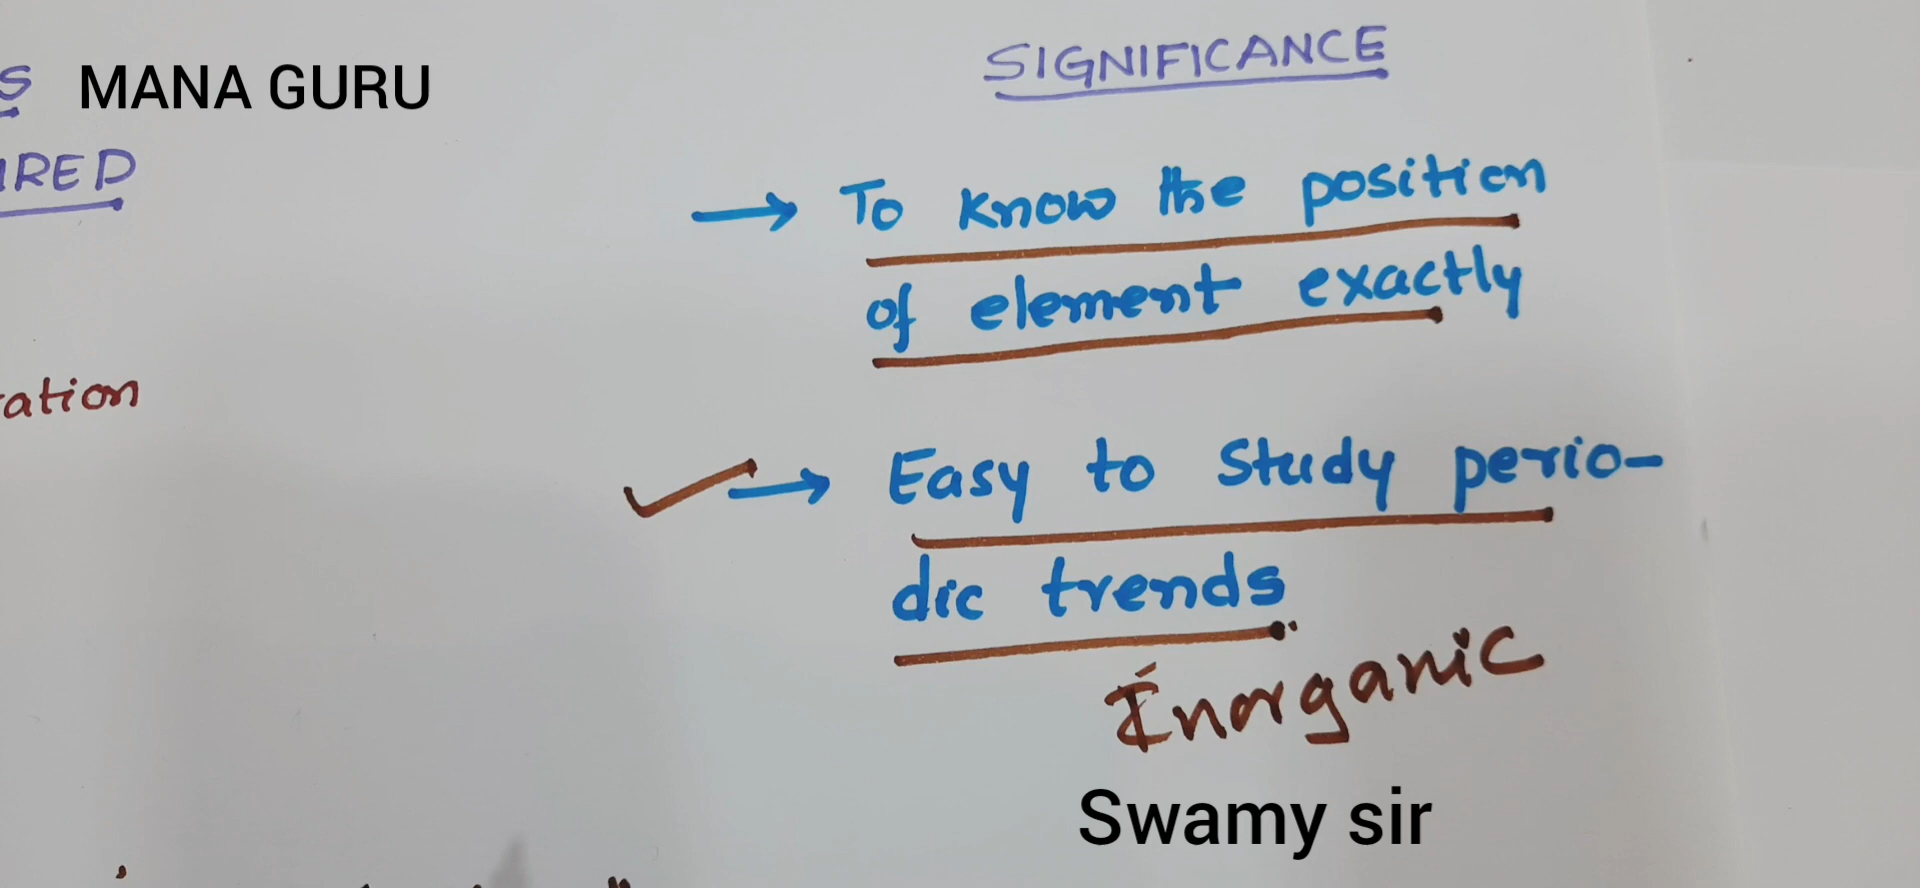 MANA GURU
SIGNIFICANCE
→ To know the position
of element exactly
✓ → Easy to study perio-
dic trends
Inorganic
Swamy sir